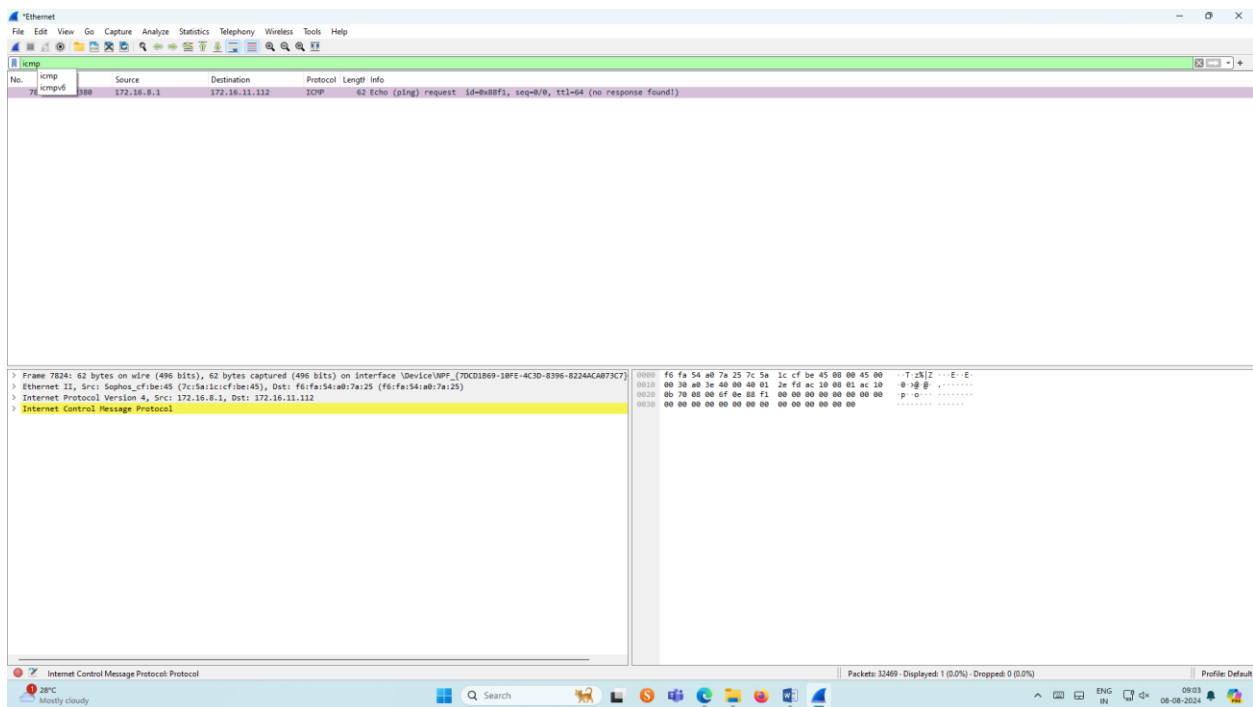 *Ethernet
File Edit View Go Capture Analyze Statistics Telephony Wireless Tools Help
icmp
icmp
icmpv6
No. Source Destination Protocol Length Info
78 380 172.16.8.1 172.16.11.112 ICMP 62 Echo (ping) request id=0x88f1, seq=0/0, ttl=64 (no response found!)
> Frame 7824: 62 bytes on wire (496 bits), 62 bytes captured (496 bits) on interface \Device\NPF_{7DCD1B69-10FE-4C3D-8396-8224ACA073C7}
> Ethernet II, Src: Sophos_cf:be:45 (7c:5a:1c:cf:be:45), Dst: f6:fa:54:a0:7a:25 (f6:fa:54:a0:7a:25)
> Internet Protocol Version 4, Src: 172.16.8.1, Dst: 172.16.11.112
> Internet Control Message Protocol
0000 f6 fa 54 a0 7a 25 7c 5a 1c cf be 45 08 00 45 00 ··T·z%|Z ···E··E·
0010 00 30 a0 3e 40 00 40 01 2e fd ac 10 08 01 ac 10 ·0·>@·@· .·······
0020 0b 70 08 00 6f 0e 88 f1 00 00 00 00 00 00 00 00 ·p··o··· ········
0030 00 00 00 00 00 00 00 00 00 00 00 00 00 00 ········ ······
Internet Control Message Protocol: Protocol
Packets: 32469 · Displayed: 1 (0.0%) · Dropped: 0 (0.0%)
Profile: Default
1
28°C
Mostly cloudy
Search
ENG
IN
09:03
08-08-2024